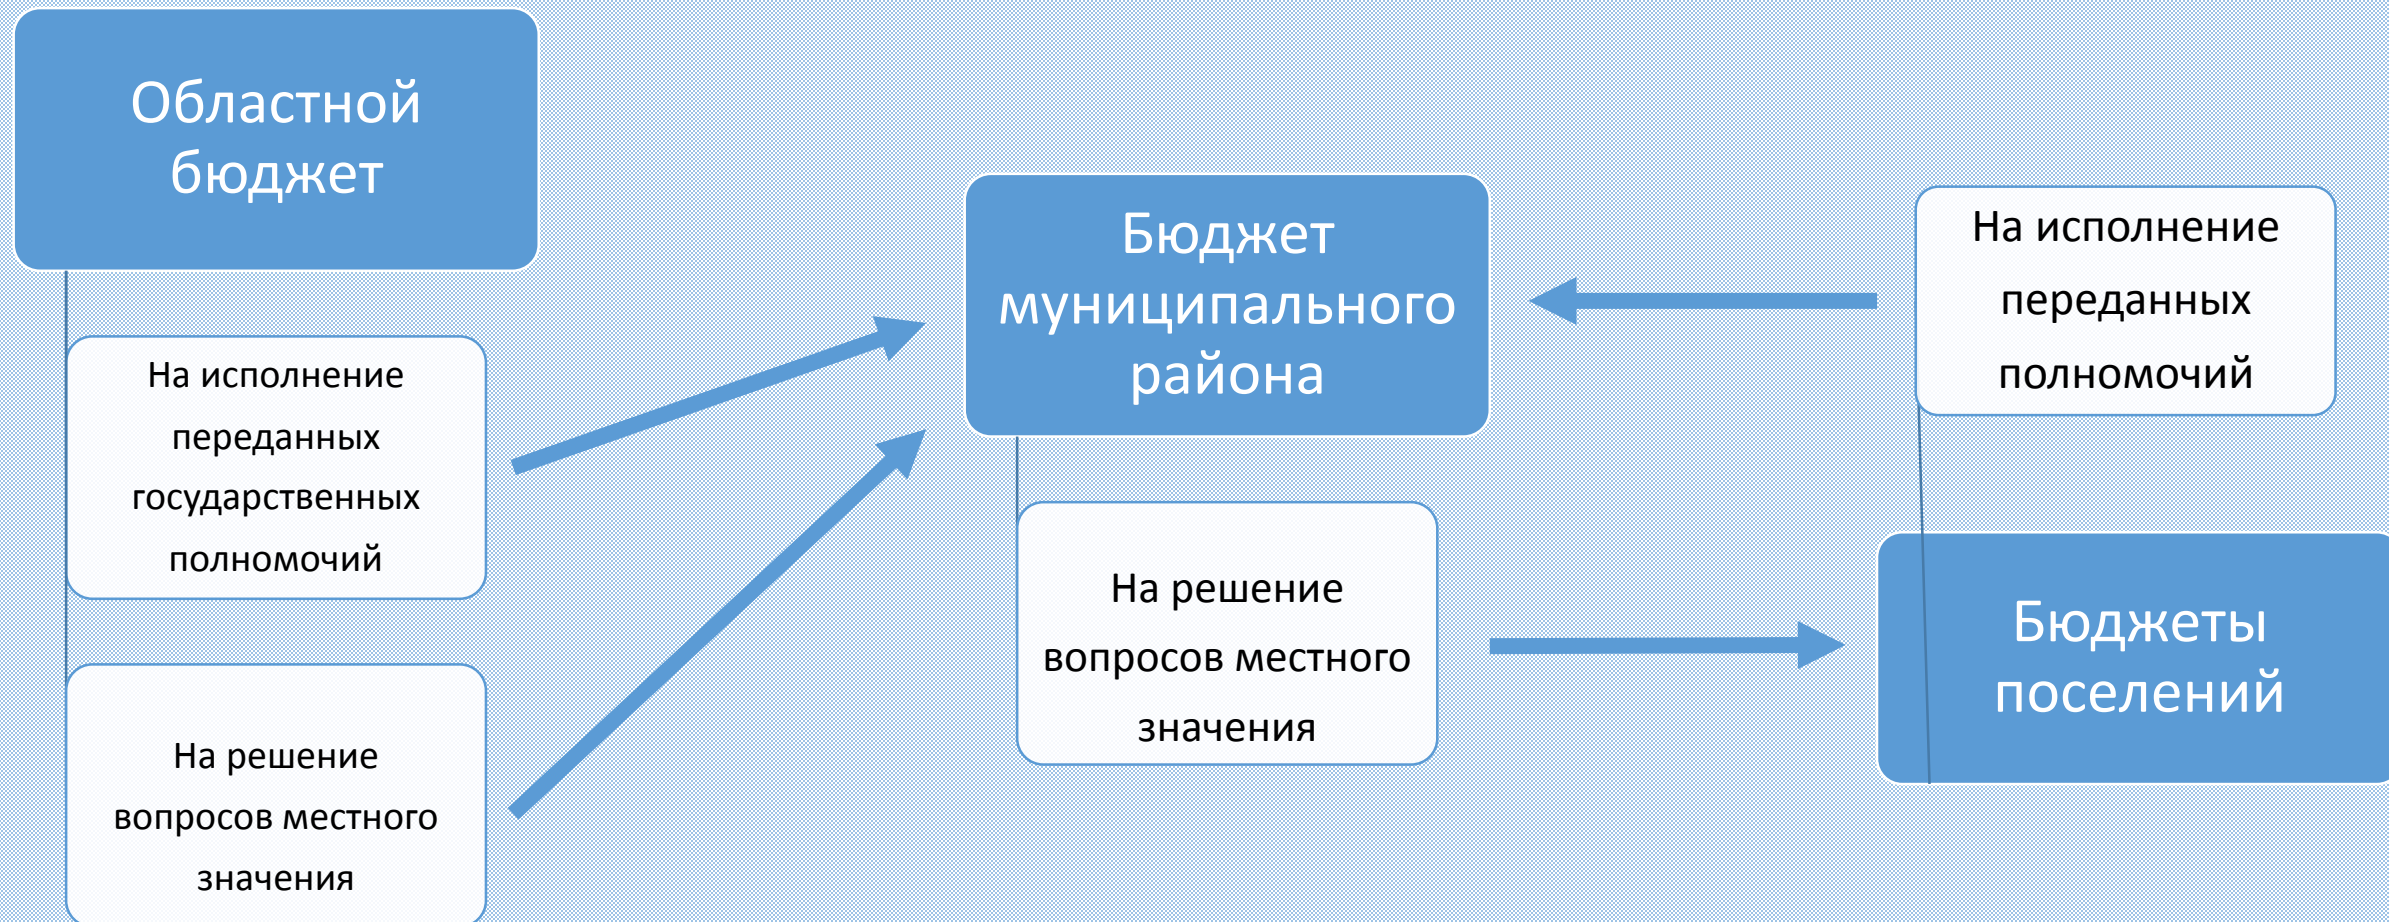 Областной
бюджет
На исполнение
переданных
государственных
полномочий
На решение
вопросов местного
значения
Бюджет
муниципального
района
На решение
вопросов местного
значения
На исполнение
переданных
полномочий
Бюджеты
поселений